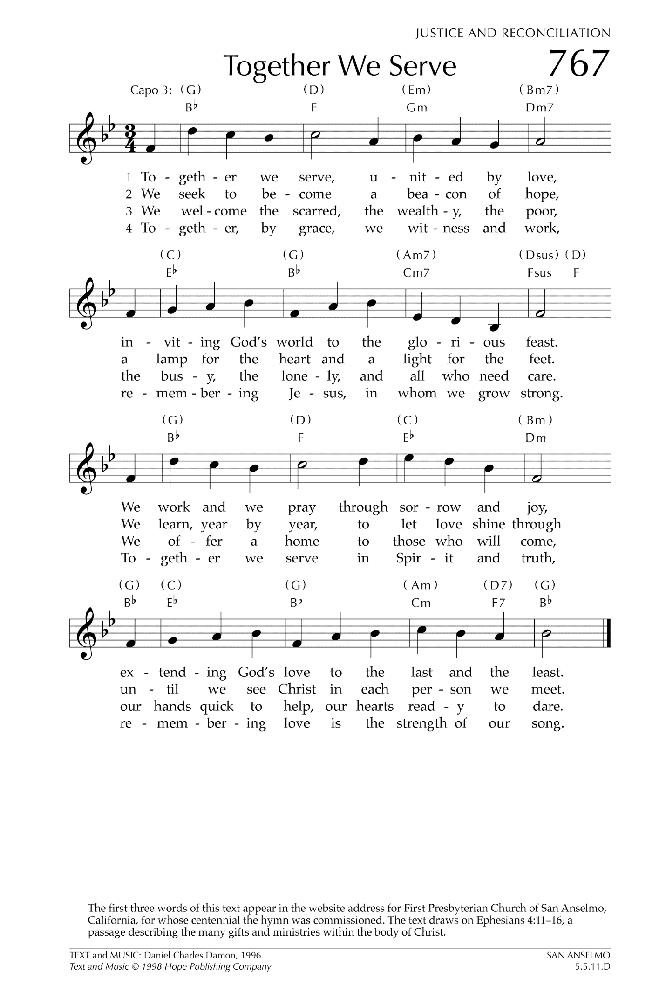 JUSTICE AND RECONCILIATION
Together We Serve 767
Capo 3: (G) (D) (Em) (Bm7)
B♭ F Gm Dm7
3
4
1 To - geth - er we serve, u - nit - ed by love,
2 We seek to be - come a bea - con of hope,
3 We wel - come the scarred, the wealth - y, the poor,
4 To - geth - er, by grace, we wit - ness and work,
(C) (G) (Am7) (Dsus) (D)
E♭ B♭ Cm7 Fsus F
in - vit - ing God's world to the glo - ri - ous feast.
a lamp for the heart and a light for the feet.
the bus - y, the lone - ly, and all who need care.
re - mem - ber - ing Je - sus, in whom we grow strong.
(G) (D) (C) (Bm)
B♭ F E♭ Dm
We work and we pray through sor - row and joy,
We learn, year by year, to let love shine through
We of - fer a home to those who will come,
To - geth - er we serve in Spir - it and truth,
(G) (C) (G) (Am) (D7) (G)
B♭ E♭ B♭ Cm F7 B♭
ex - tend - ing God's love to the last and the least.
un - til we see Christ in each per - son we meet.
our hands quick to help, our hearts read - y to dare.
re - mem - ber - ing love is the strength of our song.
The first three words of this text appear in the website address for First Presbyterian Church of San Anselmo,
California, for whose centennial the hymn was commissioned. The text draws on Ephesians 4:11–16, a
passage describing the many gifts and ministries within the body of Christ.
TEXT and MUSIC: Daniel Charles Damon, 1996 SAN ANSELMO
Text and Music © 1998 Hope Publishing Company 5.5.11.D